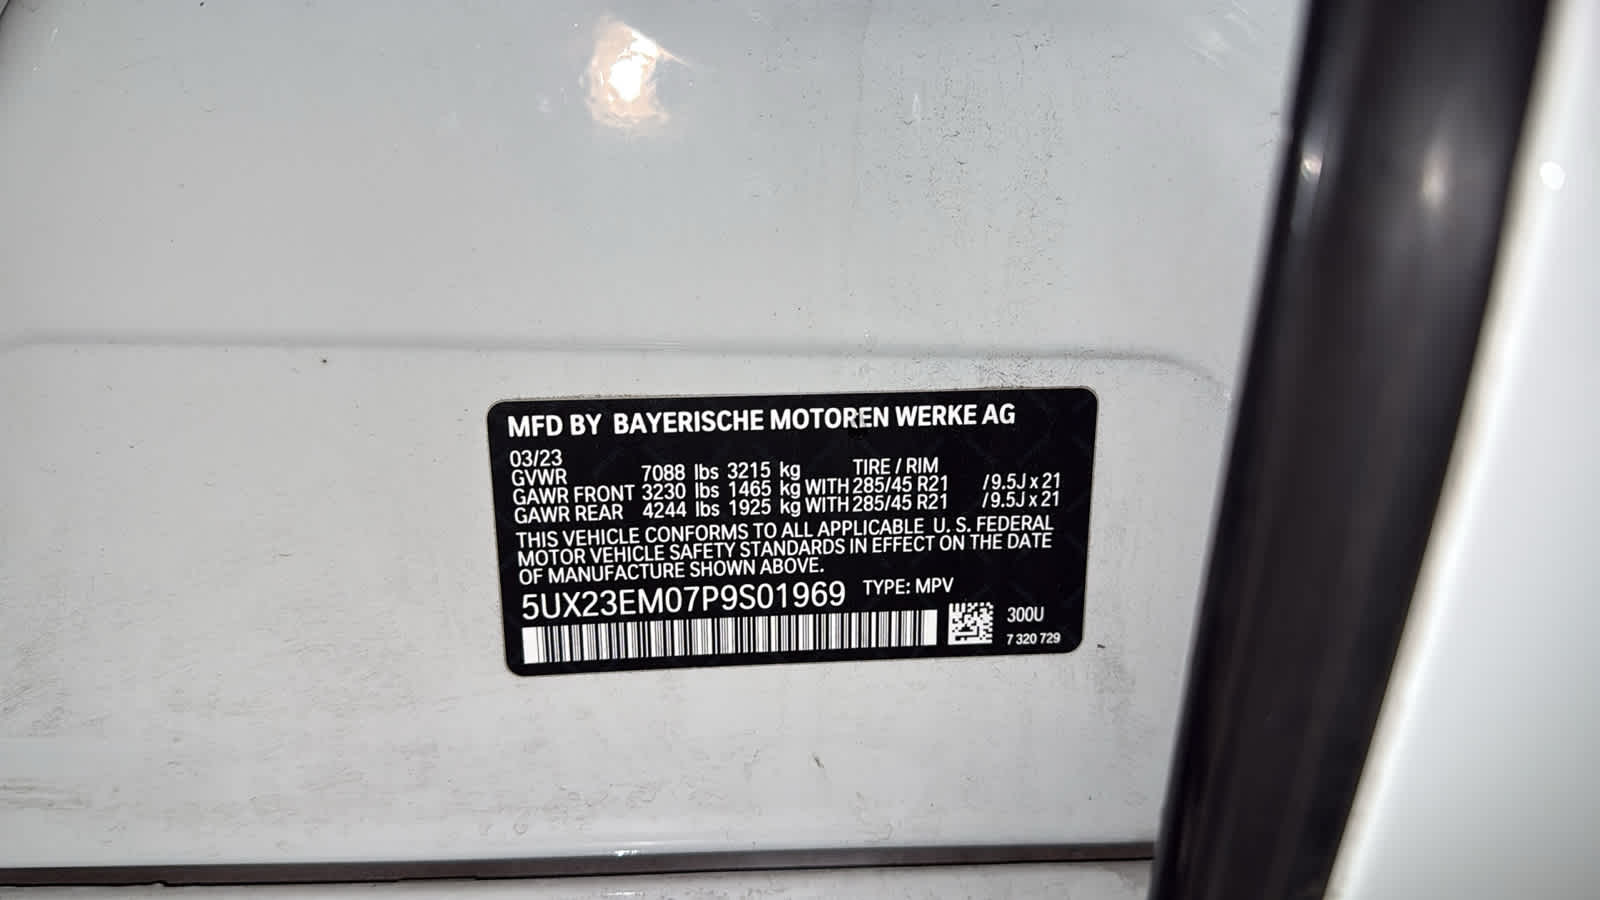 MFD BY BAYERISCHE MOTOREN WERKE AG
03/23
GVWR 7088 lbs 3215 kg TIRE / RIM
GAWR FRONT 3230 lbs 1465 kg WITH 285/45 R21 / 9.5J x 21
GAWR REAR 4244 lbs 1925 kg WITH 285/45 R21 / 9.5J x 21
THIS VEHICLE CONFORMS TO ALL APPLICABLE U. S. FEDERAL
MOTOR VEHICLE SAFETY STANDARDS IN EFFECT ON THE DATE
OF MANUFACTURE SHOWN ABOVE.
5UX23EM07P9S01969 TYPE: MPV
300U
7 320 729